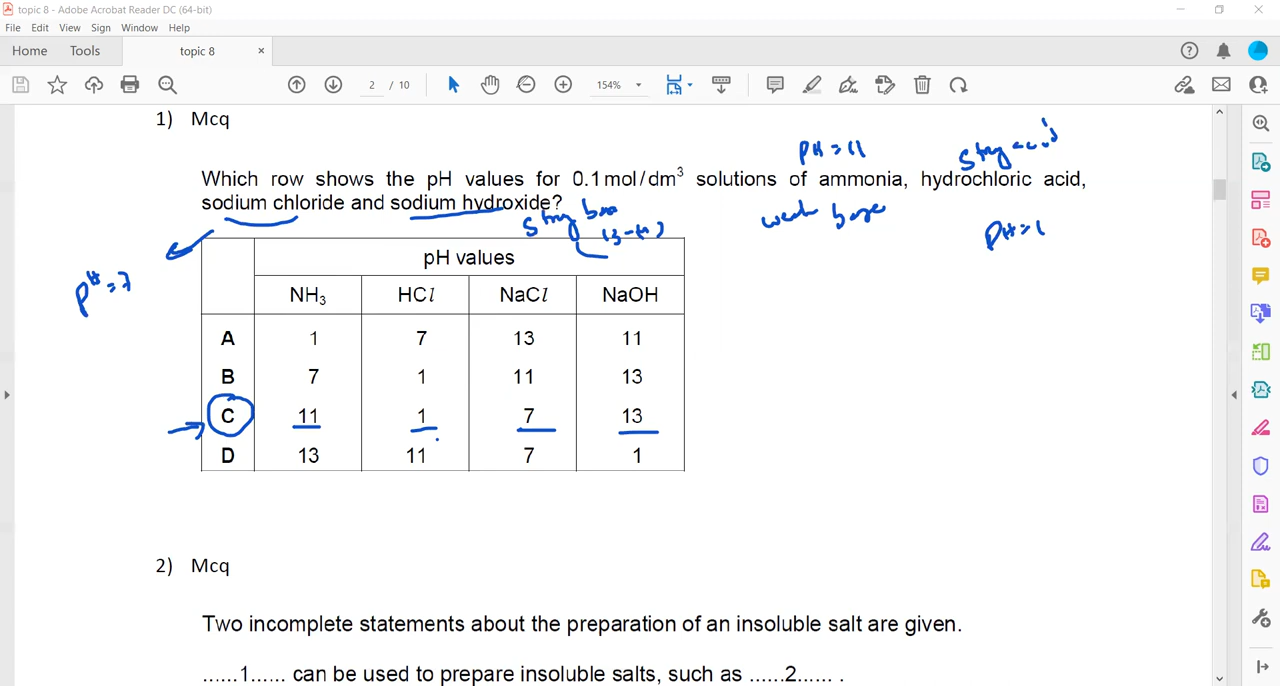 topic 8 - Adobe Acrobat Reader DC (64-bit)
File Edit View Sign Window Help
Home Tools topic 8 ×
2 / 10 154%
1) Mcq
pH = 11
strong acid
Which row shows the pH values for 0.1 mol/dm³ solutions of ammonia, hydrochloric acid,
sodium chloride and sodium hydroxide?
strong base
weak base
pH = 1
pH = 7
pH values
NH₃ HCl NaCl NaOH
A 1 7 13 11
B 7 1 11 13
C 11 1 7 13
D 13 11 7 1
2) Mcq
Two incomplete statements about the preparation of an insoluble salt are given.
......1...... can be used to prepare insoluble salts, such as ......2...... .